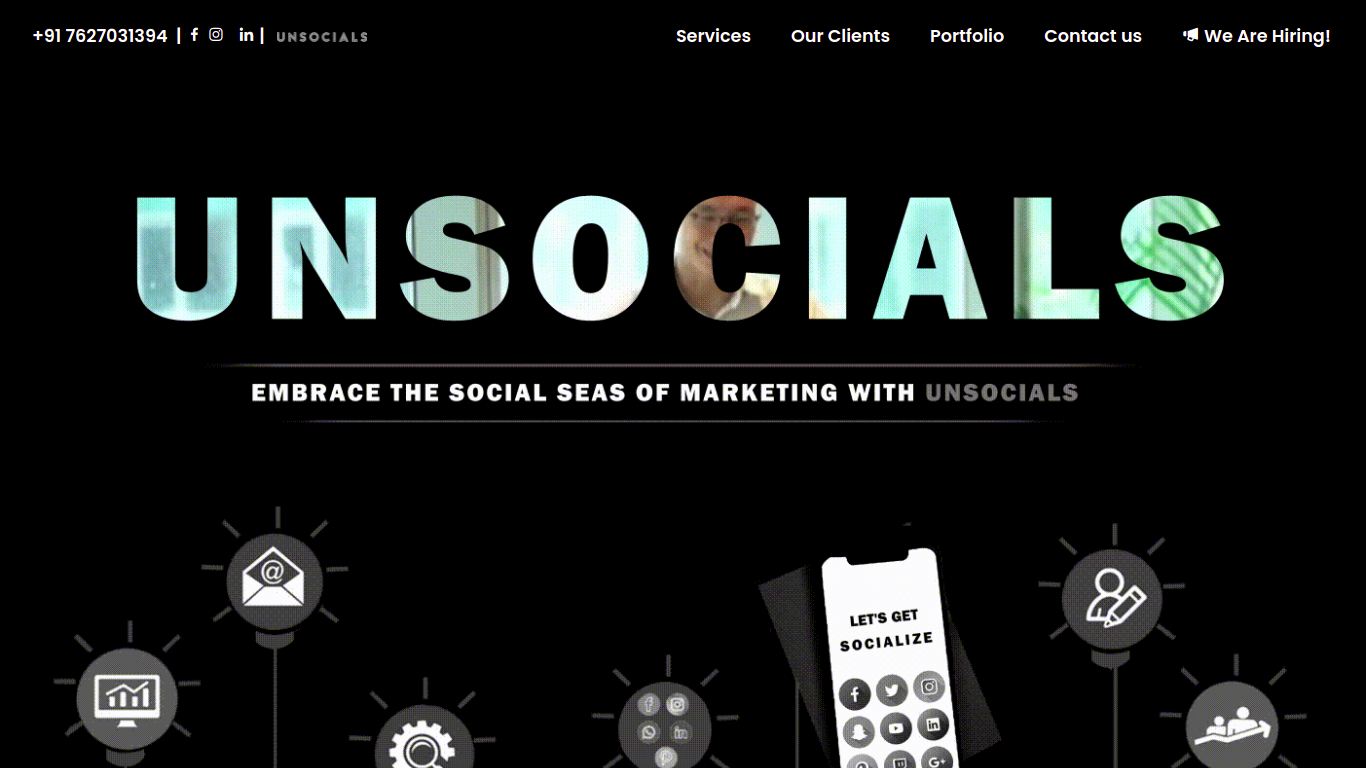 +91 7627031394 | | UNSOCIALS
Services Our Clients Portfolio Contact us We Are Hiring!
UNSOCIALS
EMBRACE THE SOCIAL SEAS OF MARKETING WITH UNSOCIALS
LET'S GET
SOCIALIZE